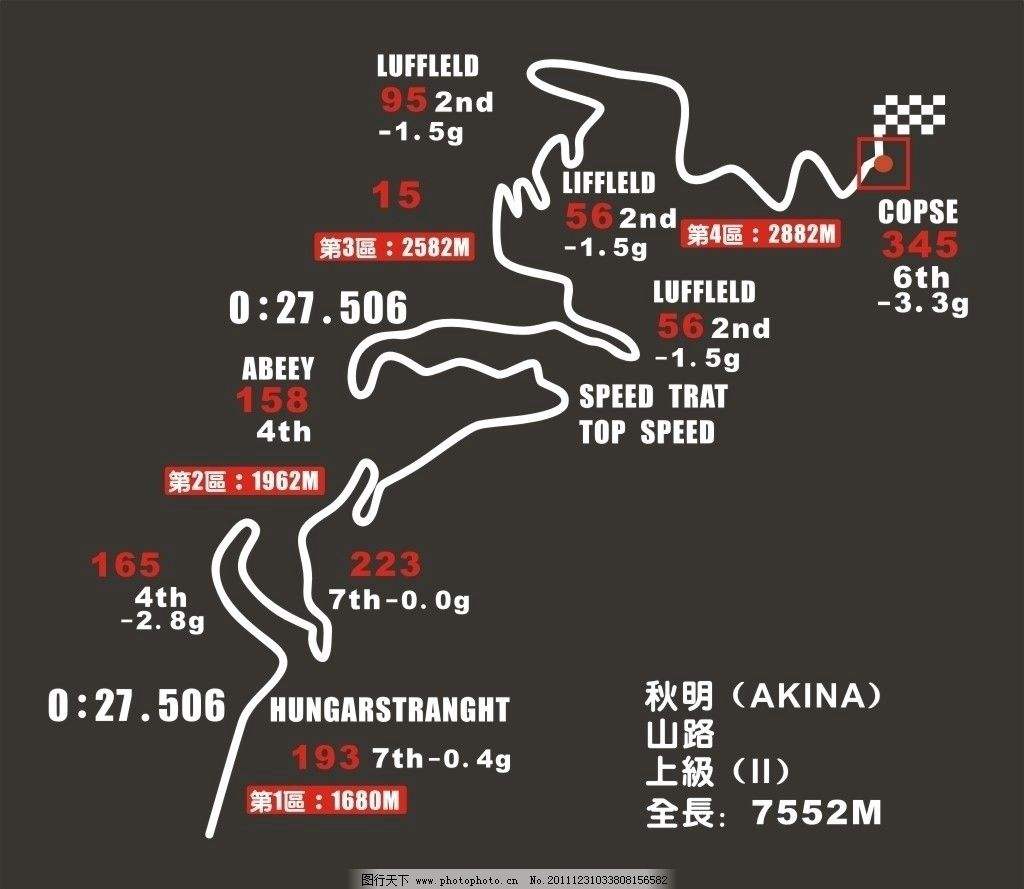 LUFFLELD
95 2nd
-1.5g
15
第3區：2582M
LIFFLELD
56 2nd
-1.5g
第4區：2882M
COPSE
345
6th
-3.3g
0:27.506
LUFFLELD
56 2nd
-1.5g
ABEEY
158
4th
SPEED TRAT
TOP SPEED
第2區：1962M
165
4th
-2.8g
223
7th-0.0g
0:27.506
HUNGARSTRANGHT
193 7th-0.4g
第1區：1680M
秋明（AKINA）
山路
上級（II）
全長：7552M
图行天下 www.photophoto.cn No.20111231033808156582